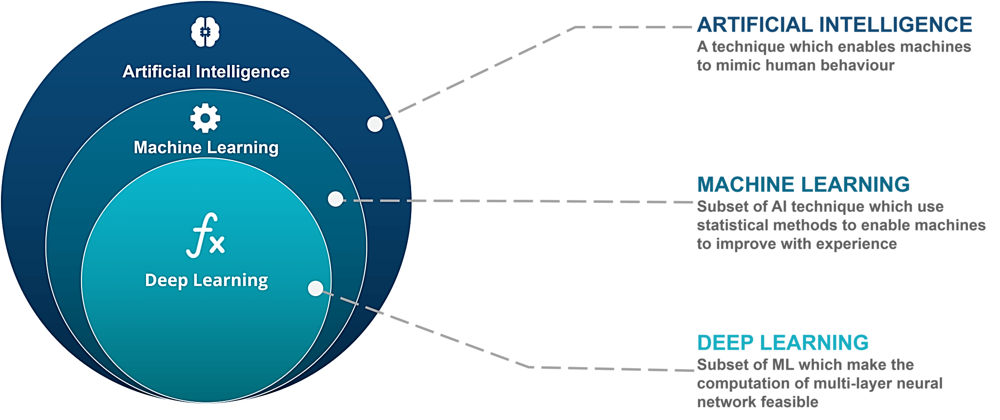 Artificial Intelligence
Machine Learning
fx
Deep Learning
ARTIFICIAL INTELLIGENCE
A technique which enables machines
to mimic human behaviour
MACHINE LEARNING
Subset of AI technique which use
statistical methods to enable machines
to improve with experience
DEEP LEARNING
Subset of ML which make the
computation of multi-layer neural
network feasible